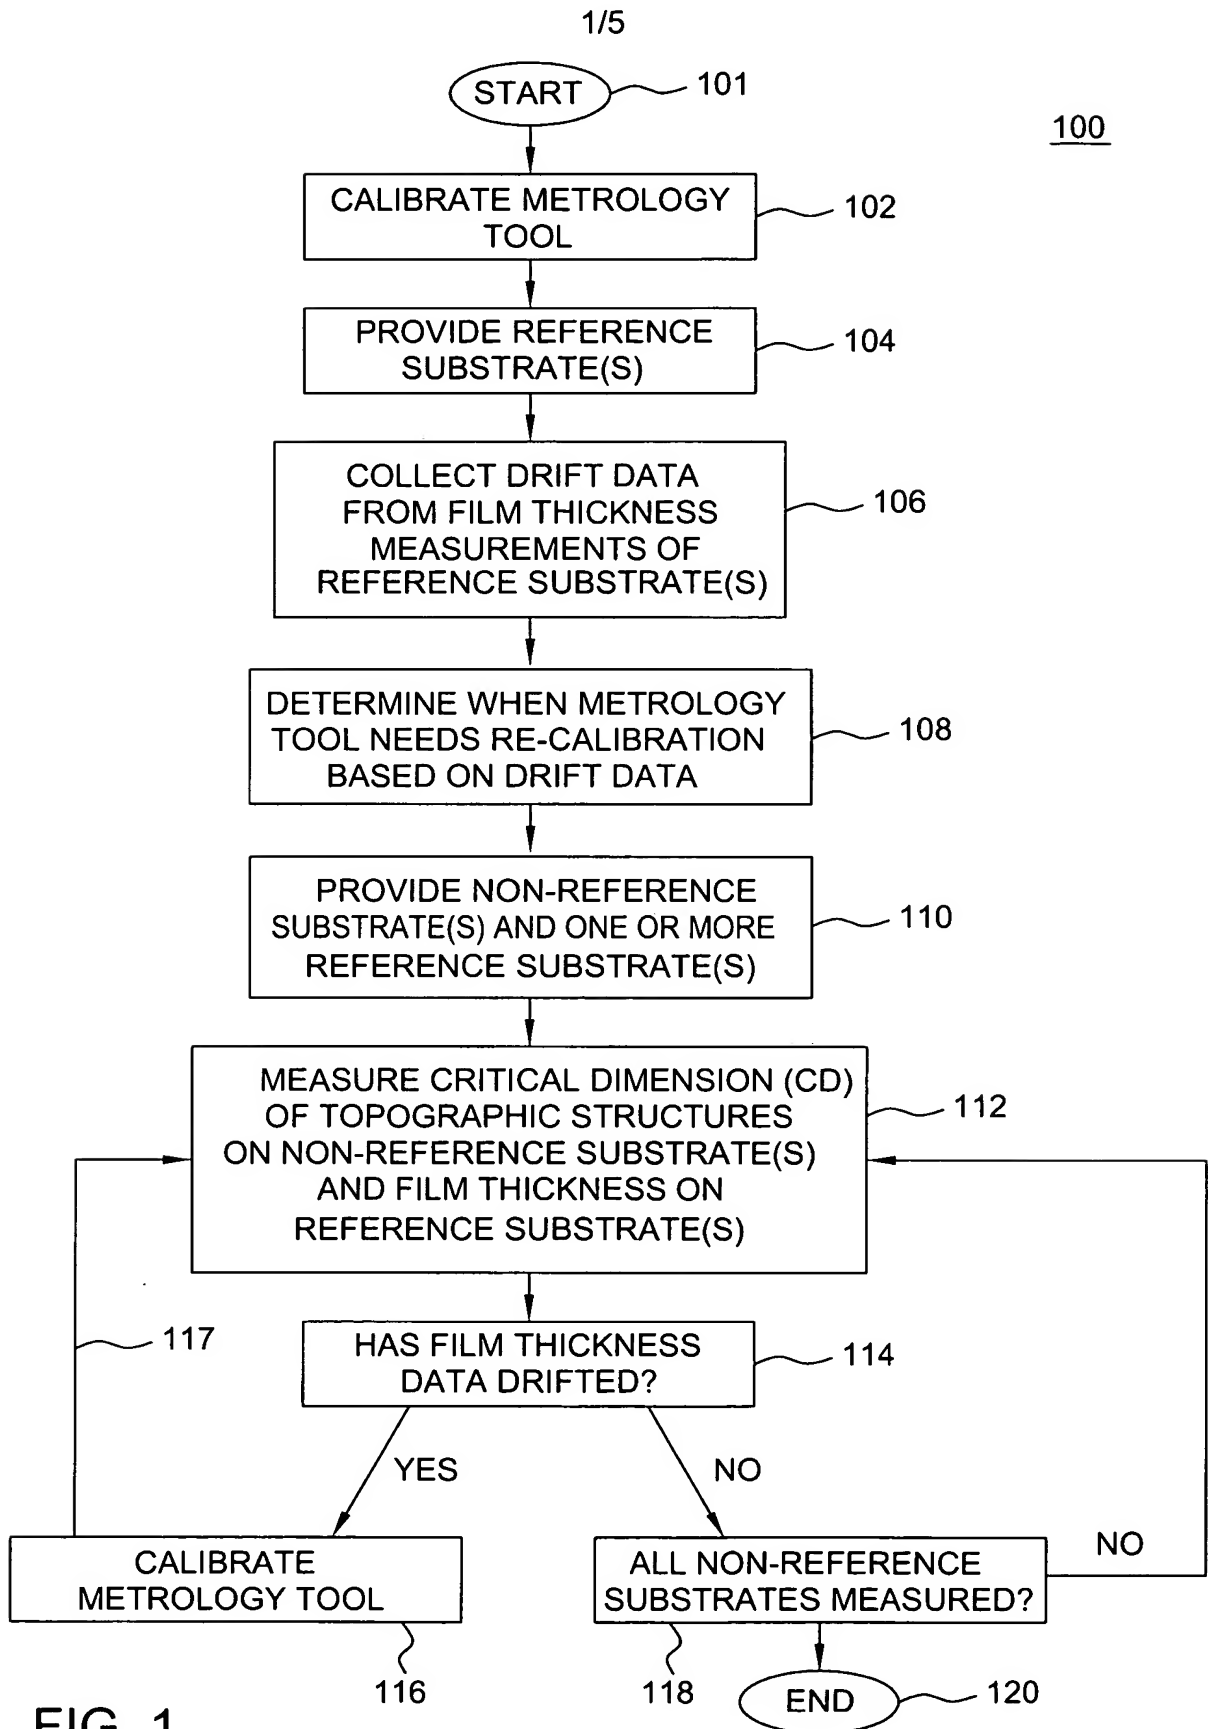 1/5
START
101
100
CALIBRATE METROLOGY
TOOL
102
PROVIDE REFERENCE
SUBSTRATE(S)
104
COLLECT DRIFT DATA
FROM FILM THICKNESS
MEASUREMENTS OF
REFERENCE SUBSTRATE(S)
106
DETERMINE WHEN METROLOGY
TOOL NEEDS RE-CALIBRATION
BASED ON DRIFT DATA
108
PROVIDE NON-REFERENCE
SUBSTRATE(S) AND ONE OR MORE
REFERENCE SUBSTRATE(S)
110
MEASURE CRITICAL DIMENSION (CD)
OF TOPOGRAPHIC STRUCTURES
ON NON-REFERENCE SUBSTRATE(S)
AND FILM THICKNESS ON
REFERENCE SUBSTRATE(S)
112
117
HAS FILM THICKNESS
DATA DRIFTED?
114
YES
NO
CALIBRATE
METROLOGY TOOL
116
ALL NON-REFERENCE
SUBSTRATES MEASURED?
NO
118
END
120
FIG. 1